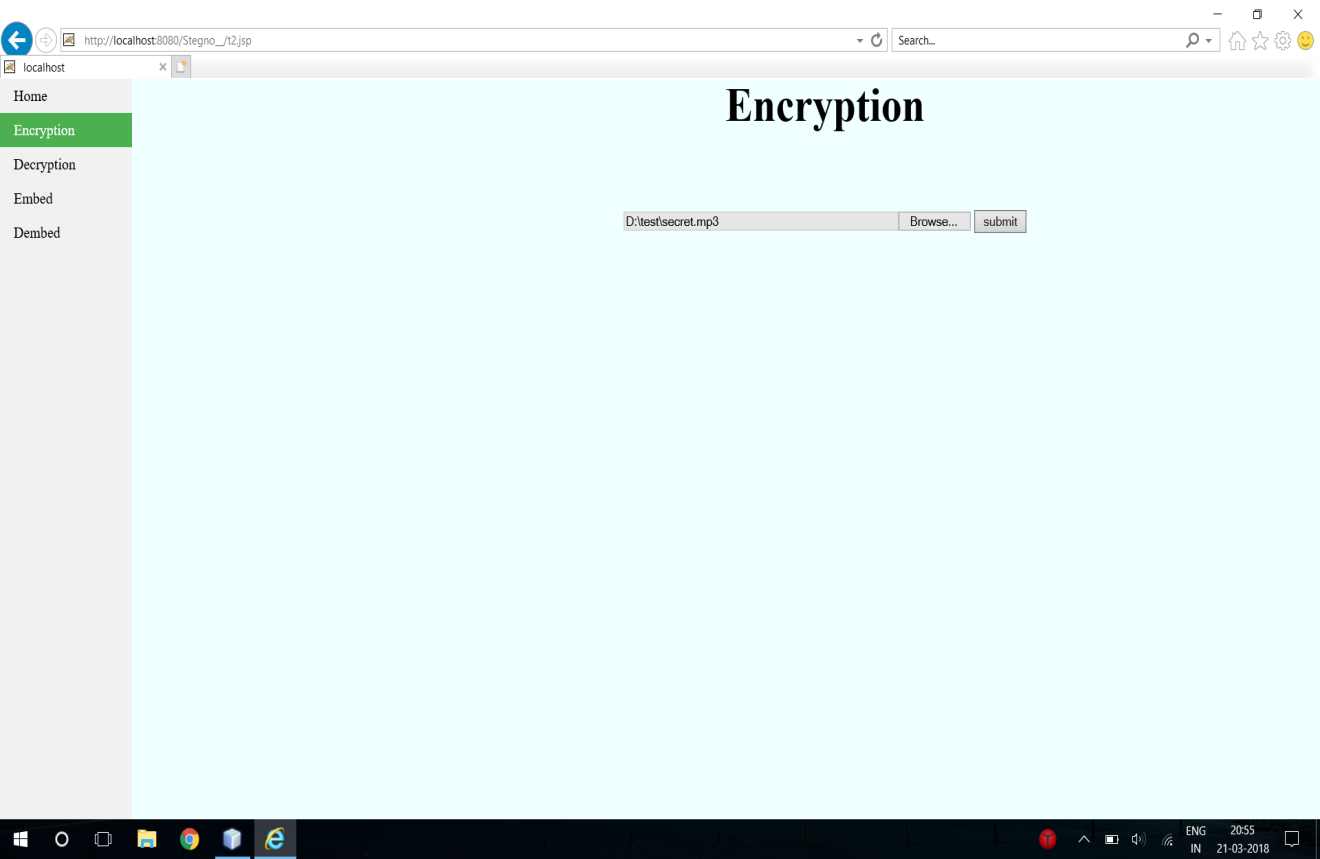 http://localhost:8080/Stegno__/t2.jsp
Search...
localhost
Home
Encryption
Decryption
Embed
Dembed
Encryption
D:\test\secret.mp3 Browse... submit
ENG 20:55
IN 21-03-2018